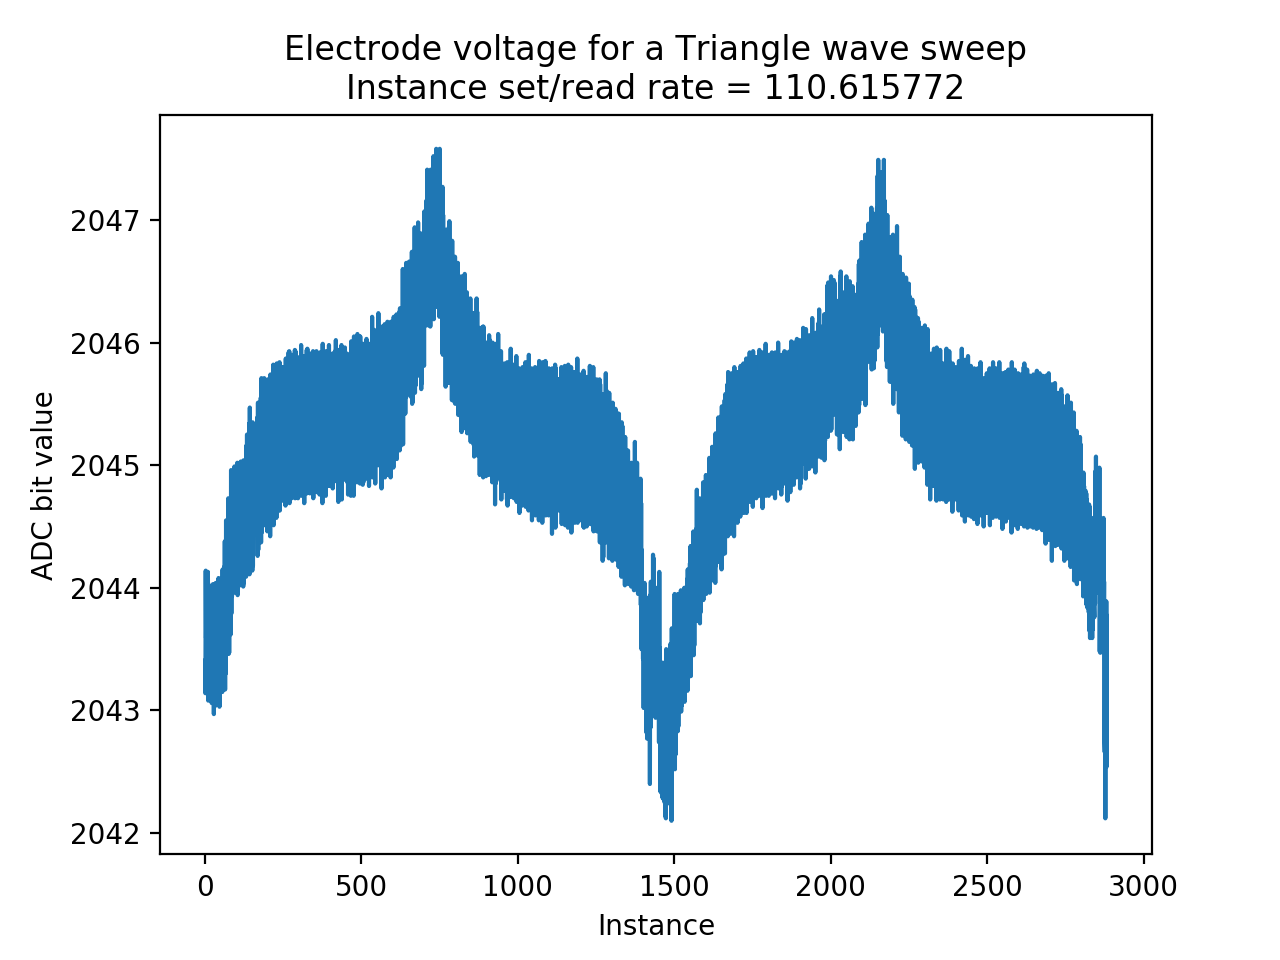 Electrode voltage for a Triangle wave sweep
Instance set/read rate = 110.615772
2047
2046
2045
2044
2043
2042
ADC bit value
0 500 1000 1500 2000 2500 3000
Instance